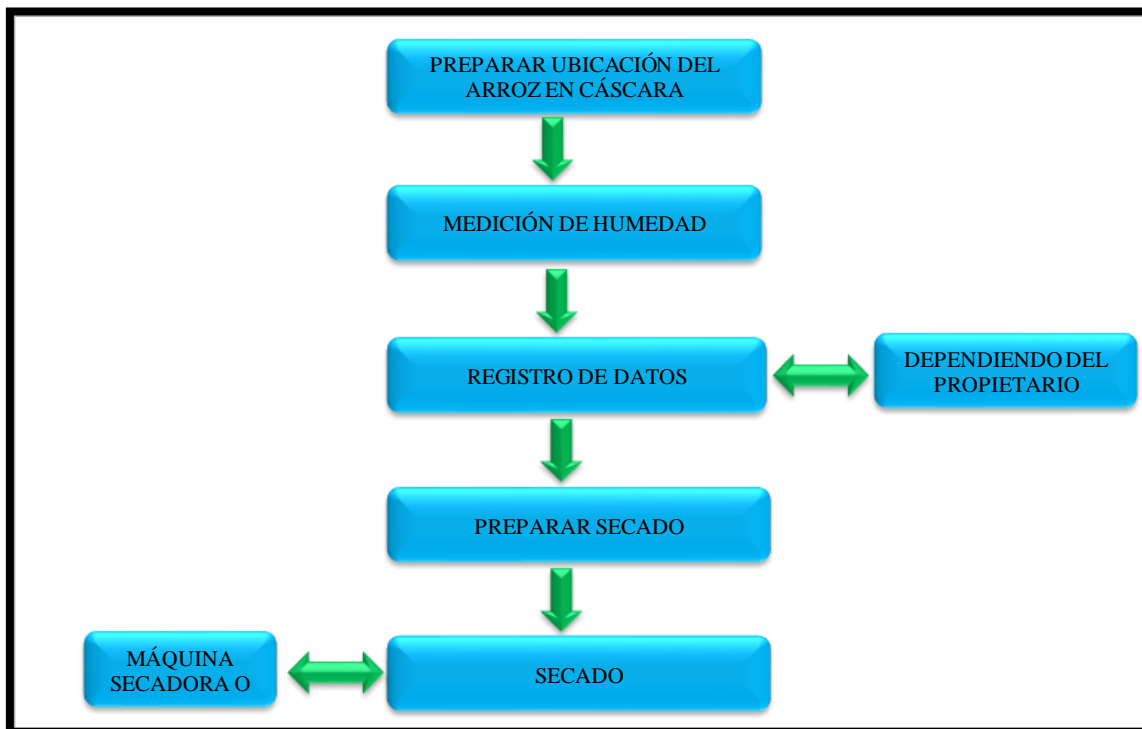 PREPARAR UBICACIÓN DEL
ARROZ EN CÁSCARA
MEDICIÓN DE HUMEDAD
REGISTRO DE DATOS
DEPENDIENDO DEL
PROPIETARIO
PREPARAR SECADO
MÁQUINA
SECADORA O
SECADO